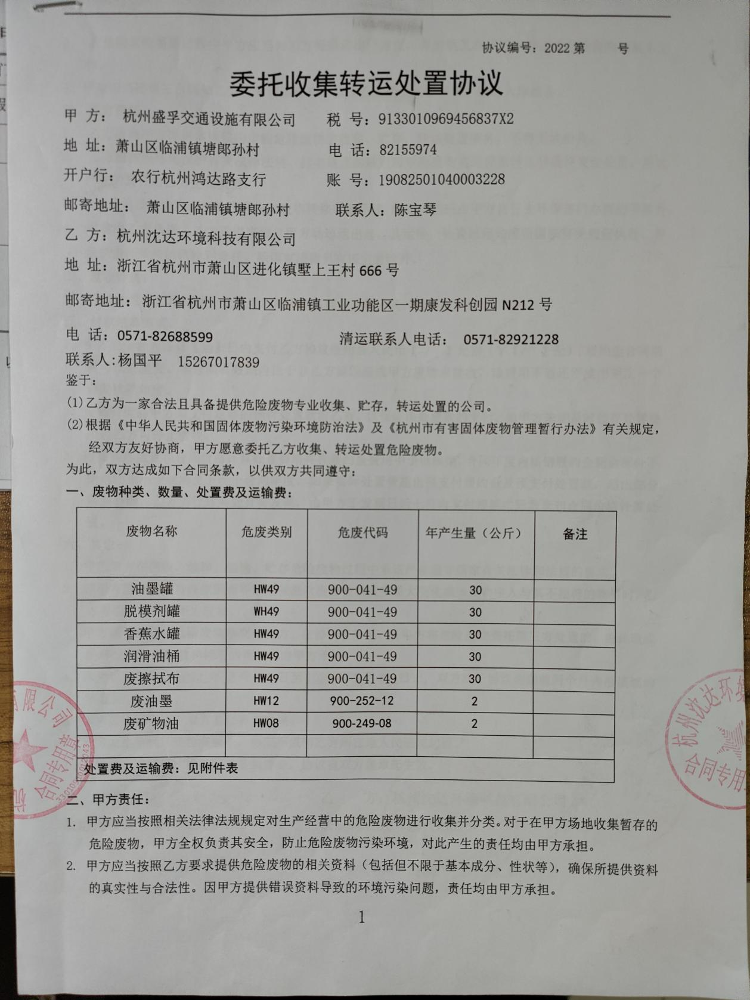 协议编号：2022 第 号
委托收集转运处置协议
甲 方： 杭州盛孚交通设施有限公司 税 号：9133010969456837X2
地 址：萧山区临浦镇塘郎孙村 电 话：82155974
开户行： 农行杭州鸿达路支行 账 号：19082501040003228
邮寄地址： 萧山区临浦镇塘郎孙村 联系人：陈宝琴
乙 方：杭州沈达环境科技有限公司
地 址：浙江省杭州市萧山区进化镇墅上王村 666 号
邮寄地址：浙江省杭州市萧山区临浦镇工业功能区一期康发科创园 N212 号
电 话：0571-82688599 清运联系人电话： 0571-82921228
联系人:杨国平 15267017839
鉴于：
(1)乙方为一家合法且具备提供危险废物专业收集、贮存，转运处置的公司。
(2)根据《中华人民共和国固体废物污染环境防治法》及《杭州市有害固体废物管理暂行办法》有关规定，
经双方友好协商，甲方愿意委托乙方收集、转运处置危险废物。
为此，双方达成如下合同条款，以供双方共同遵守：
一、废物种类、数量、处置费及运输费：
废物名称 危废类别 危废代码 年产生量（公斤） 备注
油墨罐 HW49 900-041-49 30
脱模剂罐 WH49 900-041-49 30
香蕉水罐 HW49 900-041-49 30
润滑油桶 HW49 900-041-49 30
废擦拭布 HW49 900-041-49 30
废油墨 HW12 900-252-12 2
废矿物油 HW08 900-249-08 2
处置费及运输费：见附件表
二、甲方责任：
1. 甲方应当按照相关法律法规规定对生产经营中的危险废物进行收集并分类。对于在甲方场地收集暂存的
危险废物，甲方全权负责其安全，防止危险废物污染环境，对此产生的责任均由甲方承担。
2. 甲方应当按照乙方要求提供危险废物的相关资料（包括但不限于基本成分、性状等），确保所提供资料
的真实性与合法性。因甲方提供错误资料导致的环境污染问题，责任均由甲方承担。
1
有限公司
合同专用章
杭
杭州沈达环境
合同专用